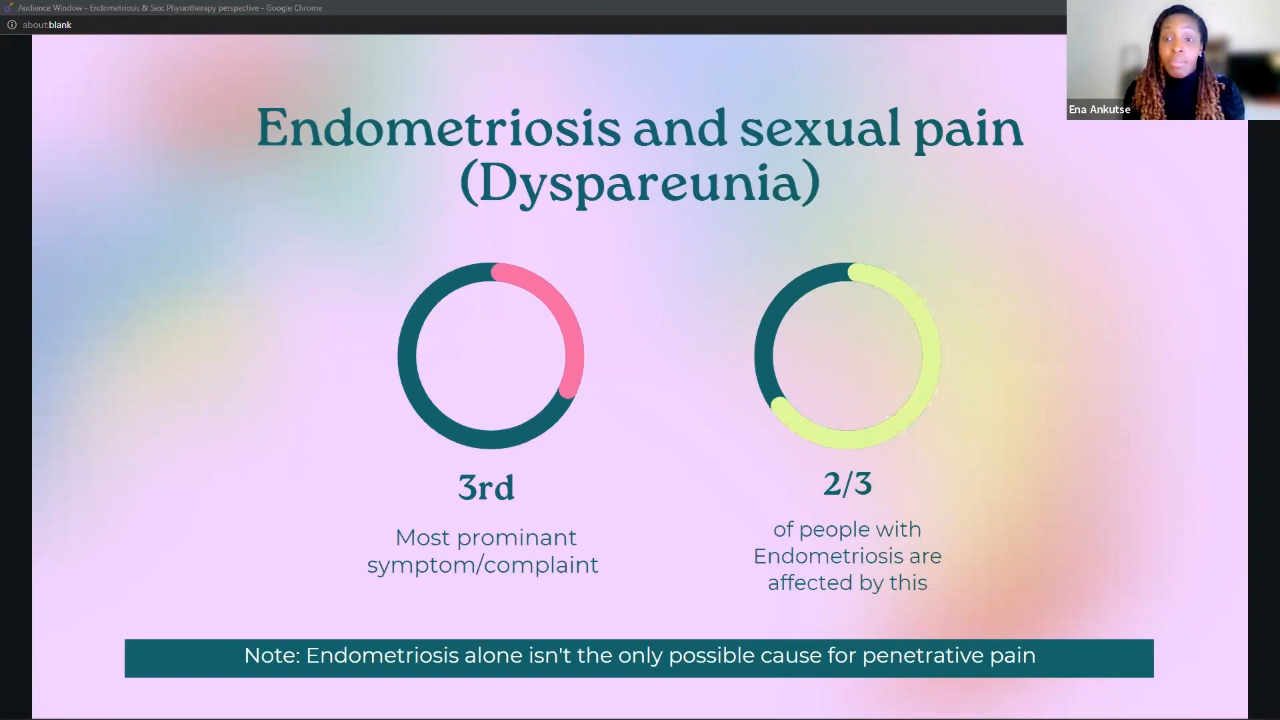 Audience Window - Endometriosis & Sex: Physiotherapy perspective - Google Chrome
about:blank
Ena Ankutse
Endometriosis and sexual pain
(Dyspareunia)
3rd
Most prominant
symptom/complaint
2/3
of people with
Endometriosis are
affected by this
Note: Endometriosis alone isn't the only possible cause for penetrative pain